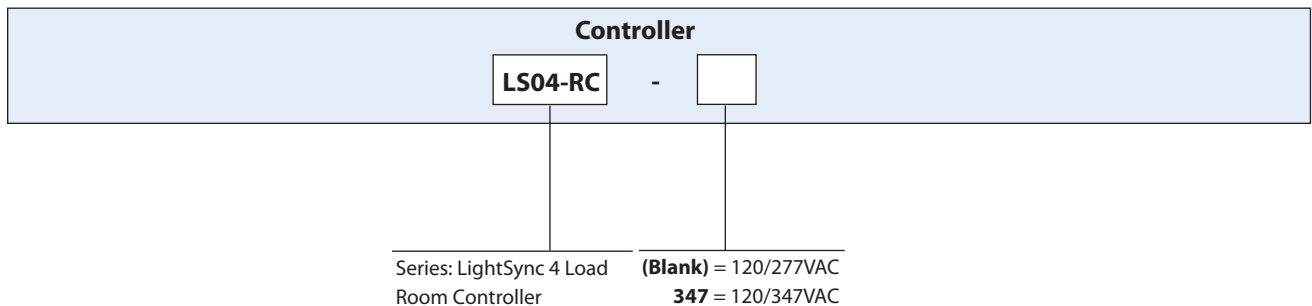 Controller
LS04-RC -
Series: LightSync 4 Load
Room Controller
(Blank) = 120/277VAC
347 = 120/347VAC